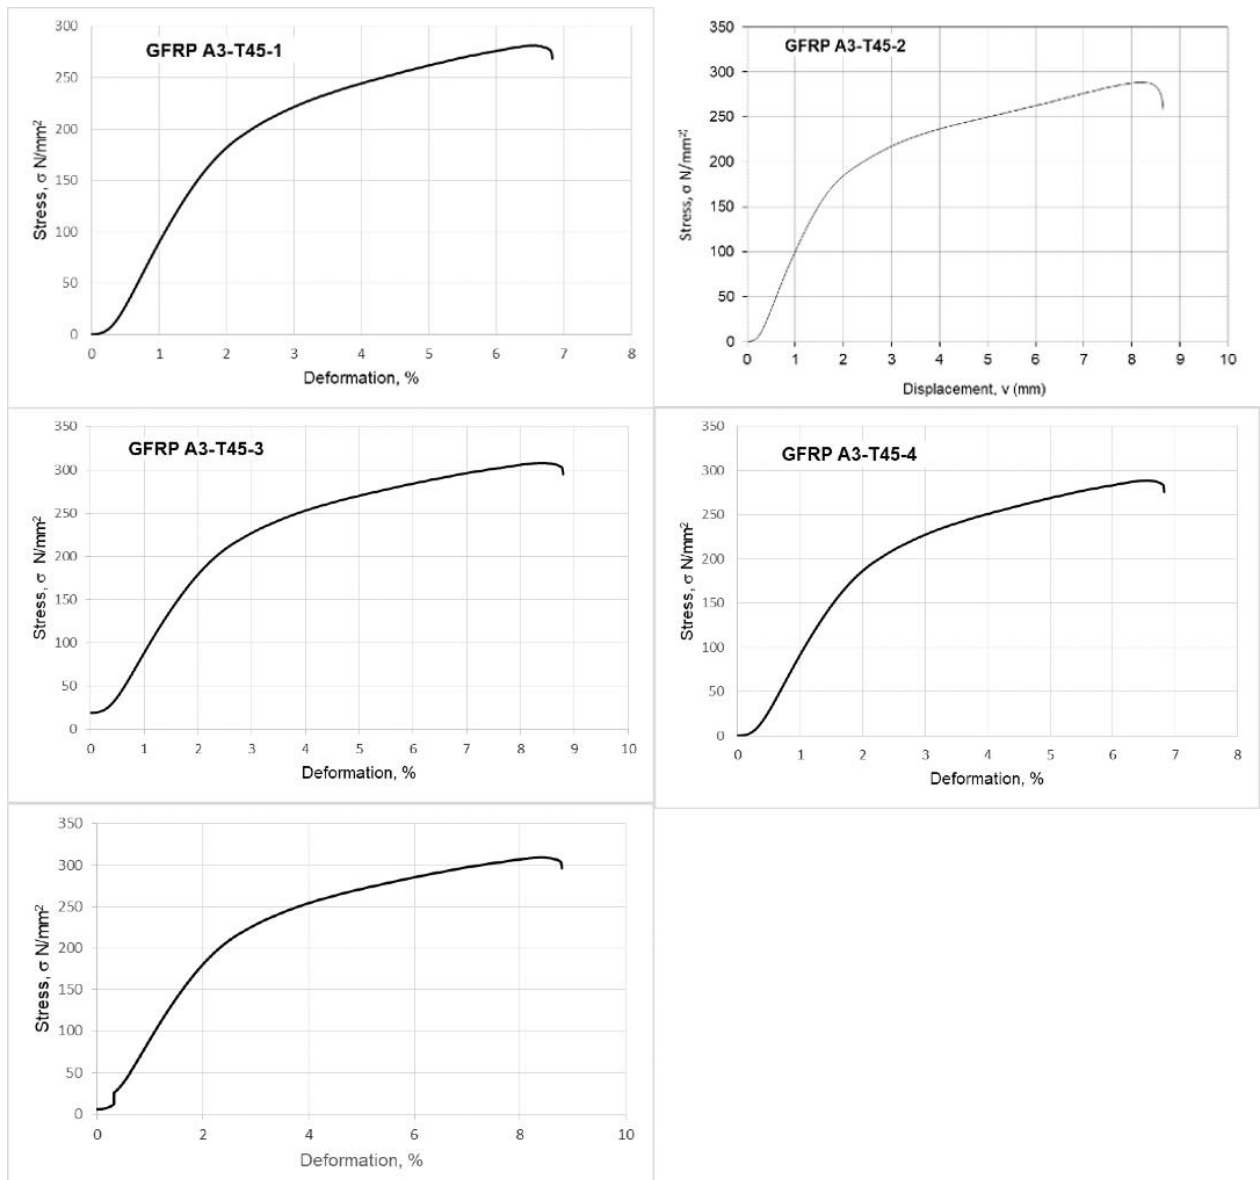 GFRP A3-T45-1
Stress, σ N/mm²
300
250
200
150
100
50
0
0 1 2 3 4 5 6 7 8
Deformation, %
GFRP A3-T45-2
Stress, σ N/mm²
350
300
250
200
150
100
50
0
0 1 2 3 4 5 6 7 8 9 10
Displacement, v (mm)
GFRP A3-T45-3
Stress, σ N/mm²
350
300
250
200
150
100
50
0
0 1 2 3 4 5 6 7 8 9 10
Deformation, %
GFRP A3-T45-4
Stress, σ N/mm²
350
300
250
200
150
100
50
0
0 1 2 3 4 5 6 7 8
Deformation, %
Stress, σ N/mm²
350
300
250
200
150
100
50
0
0 2 4 6 8 10
Deformation, %